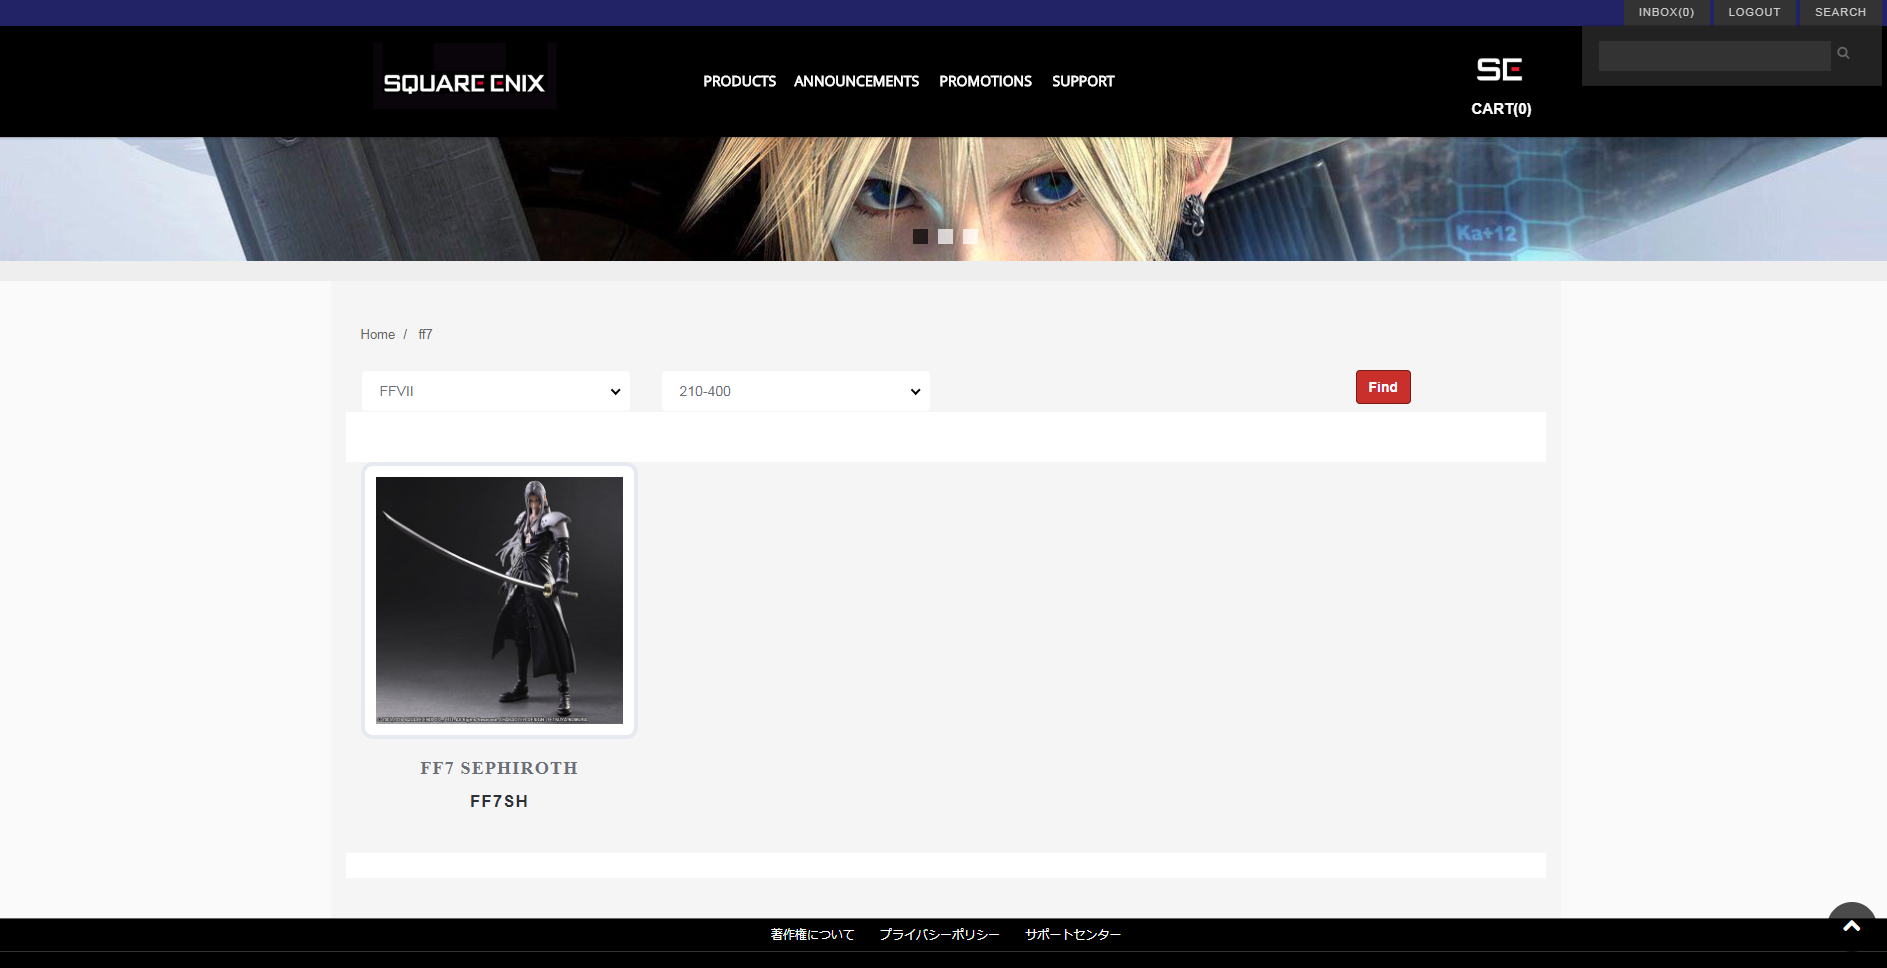 INBOX(0) LOGOUT SEARCH
SQUARE ENIX
PRODUCTS ANNOUNCEMENTS PROMOTIONS SUPPORT
SE
CART(0)
Ka+12
Home / ff7
FFVII
210-400
Find
FF7 SEPHIROTH
FF7SH
著作権について プライバシーポリシー サポートセンター